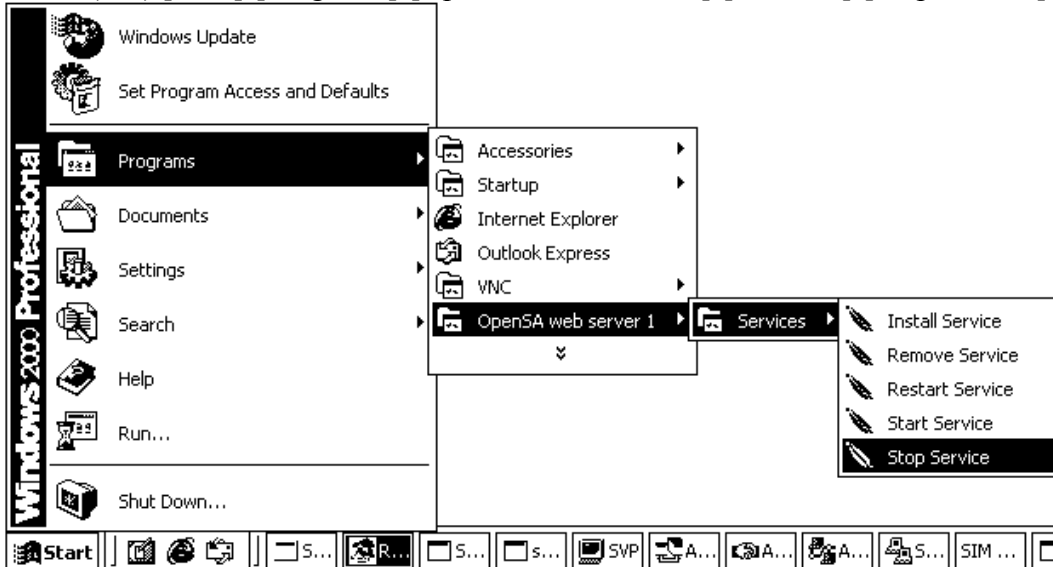 Windows Update
Set Program Access and Defaults
Programs
Documents
Settings
Search
Help
Run...
Shut Down...
Windows 2000 Professional
Accessories
Startup
Internet Explorer
Outlook Express
VNC
OpenSA web server 1
Services
Install Service
Remove Service
Restart Service
Start Service
Stop Service
Start S... R... S... s... SVP A... A... A... S... SIM ...